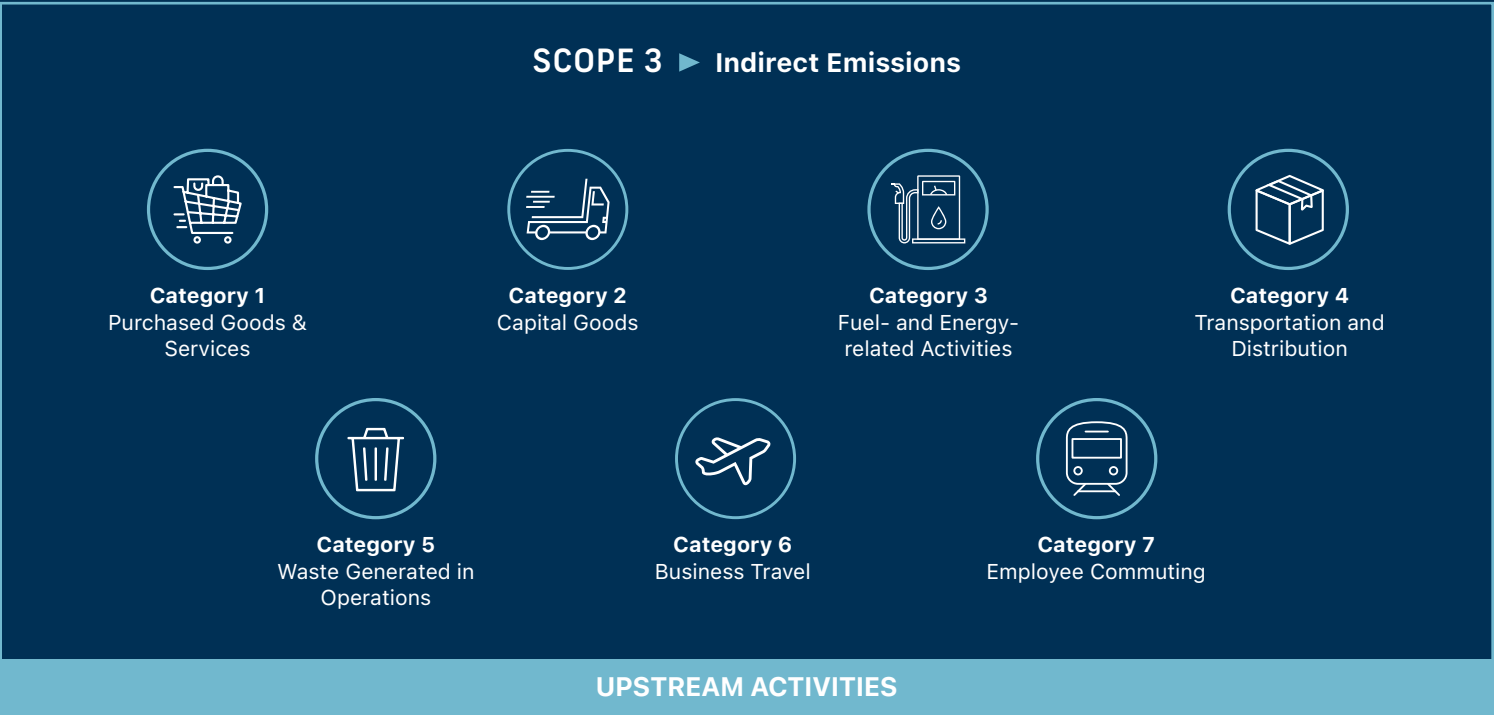 SCOPE 3 ▶ Indirect Emissions
Category 1
Purchased Goods &
Services
Category 2
Capital Goods
Category 3
Fuel- and Energy-
related Activities
Category 4
Transportation and
Distribution
Category 5
Waste Generated in
Operations
Category 6
Business Travel
Category 7
Employee Commuting
UPSTREAM ACTIVITIES